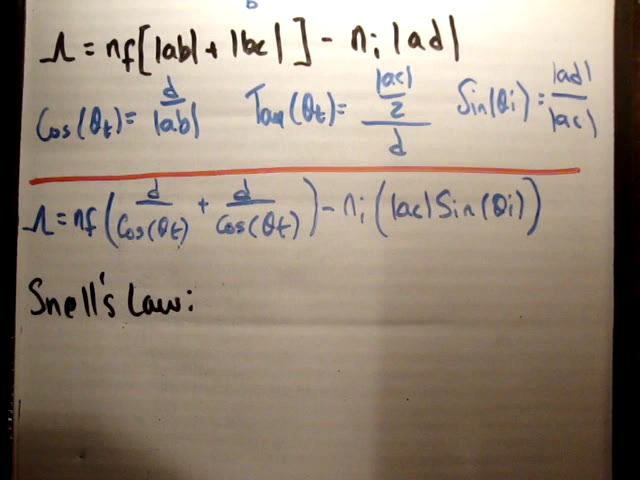 Λ = nf[|ab| + |bc|] - ni |ad|
Cos(θt) = d/|ab| Tan(θt) = (|ac|/2)/d Sin(θi) = |ad|/|ac|
Λ = nf(d/Cos(θt) + d/Cos(θt)) - ni(|ac| Sin(θi))
Snell's Law: